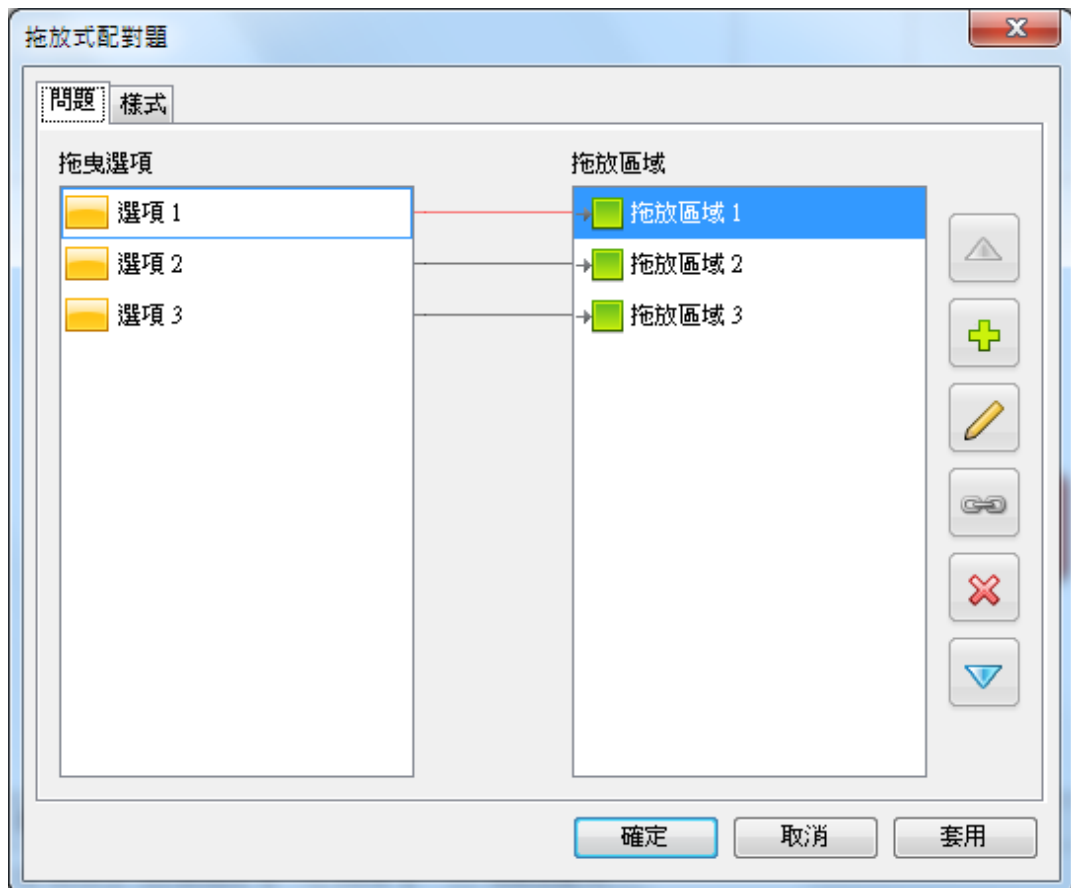 拖放式配對題
問題 樣式
拖曳選項 拖放區域
選項 1 拖放區域 1
選項 2 拖放區域 2
選項 3 拖放區域 3
確定 取消 套用